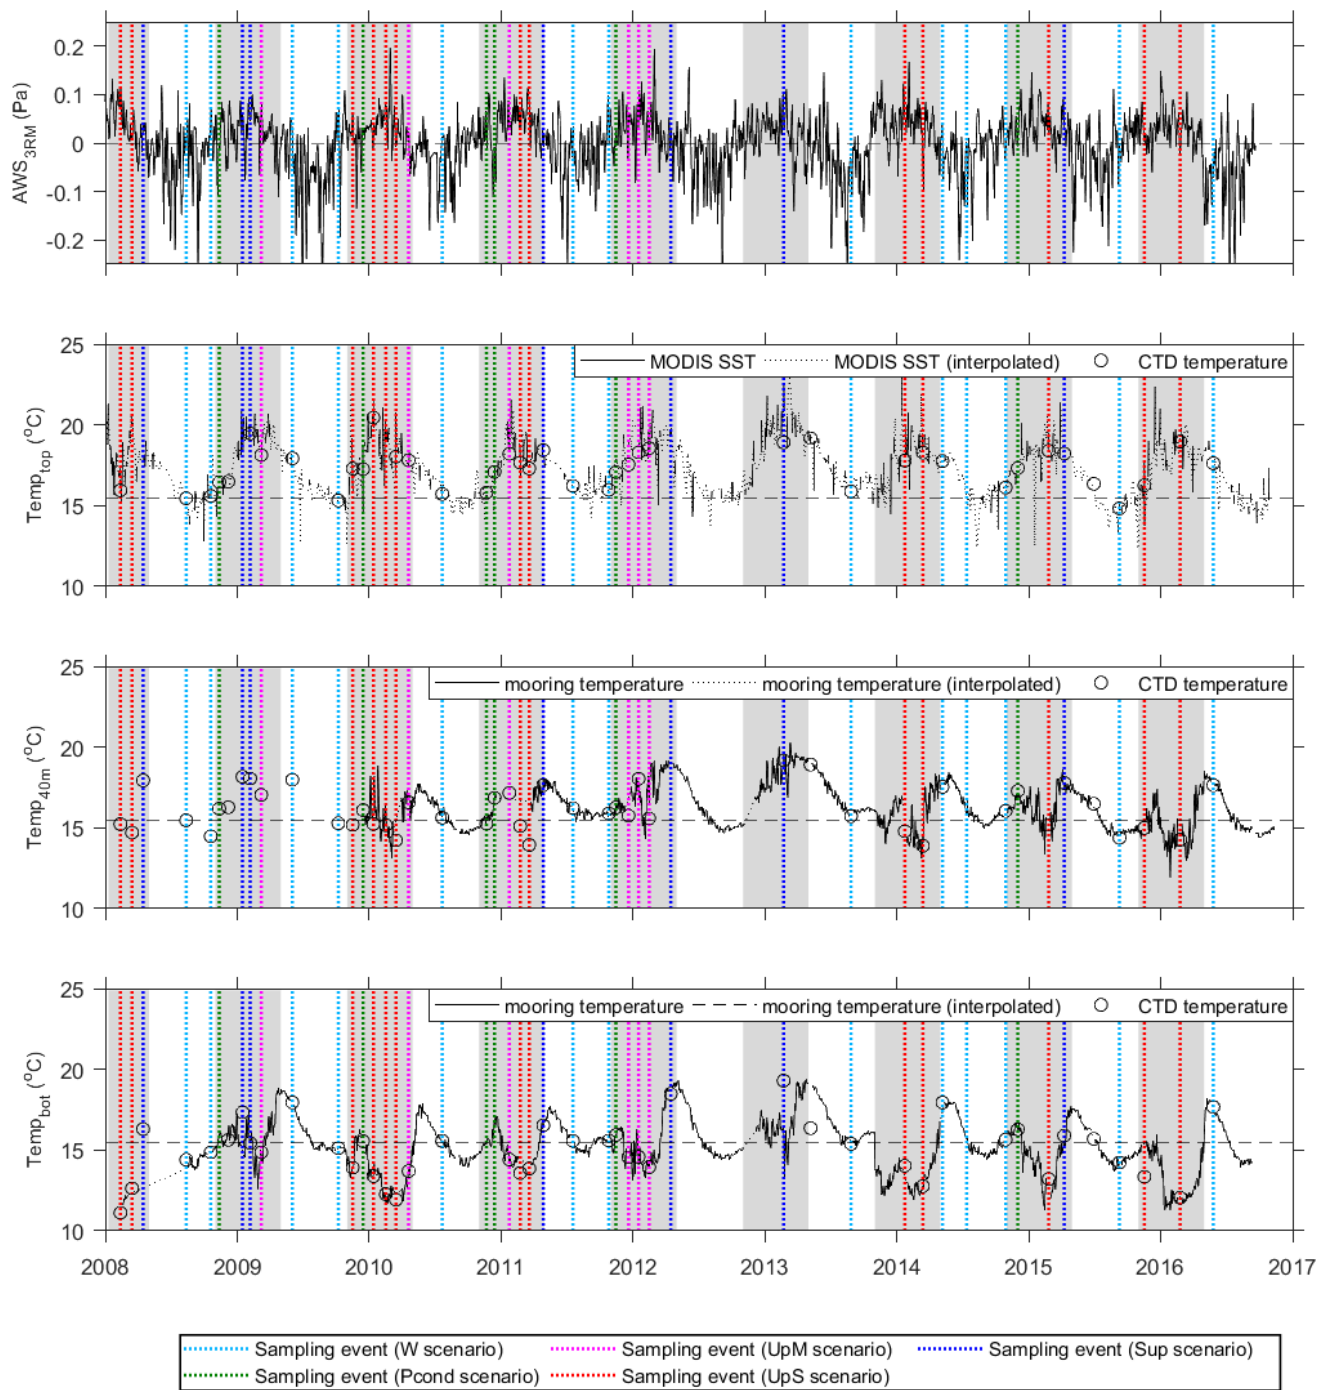 0.2
0.1
0
-0.1
-0.2
AWS3RM (Pa)
25
20
15
10
Temptop (°C)
MODIS SST MODIS SST (interpolated) CTD temperature
25
20
15
10
Temp40m (°C)
mooring temperature mooring temperature (interpolated) CTD temperature
25
20
15
10
Tempbot (°C)
mooring temperature mooring temperature (interpolated) CTD temperature
2008 2009 2010 2011 2012 2013 2014 2015 2016 2017
Sampling event (W scenario) Sampling event (UpM scenario) Sampling event (Sup scenario)
Sampling event (Pcond scenario) Sampling event (UpS scenario)